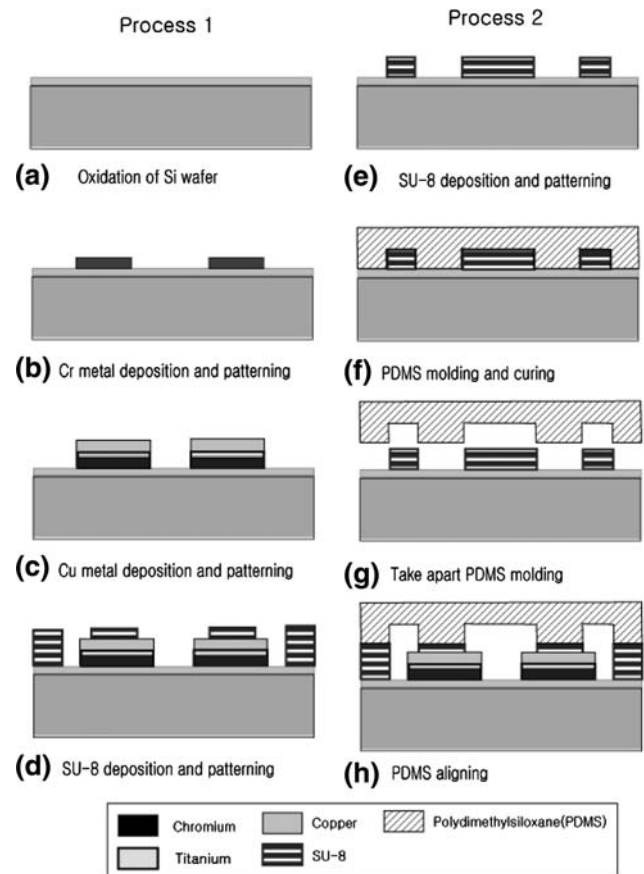 Process 1
Process 2
(a) Oxidation of Si wafer
(e) SU-8 deposition and patterning
(b) Cr metal deposition and patterning
(f) PDMS molding and curing
(c) Cu metal deposition and patterning
(g) Take apart PDMS molding
(d) SU-8 deposition and patterning
(h) PDMS aligning
Chromium
Copper
Polydimethylsiloxane(PDMS)
Titanium
SU-8